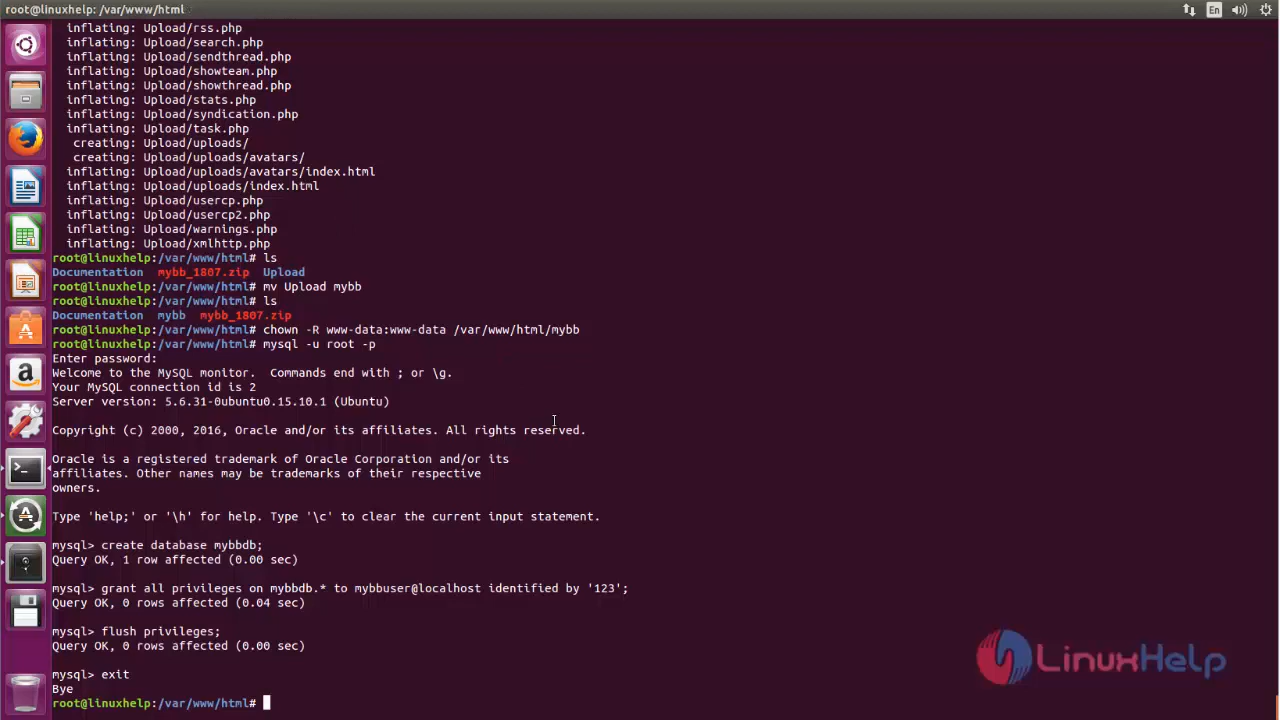 root@linuxhelp: /var/www/html
En
inflating: Upload/rss.php
inflating: Upload/search.php
inflating: Upload/sendthread.php
inflating: Upload/showteam.php
inflating: Upload/showthread.php
inflating: Upload/stats.php
inflating: Upload/syndication.php
inflating: Upload/task.php
creating: Upload/uploads/
creating: Upload/uploads/avatars/
inflating: Upload/uploads/avatars/index.html
inflating: Upload/uploads/index.html
inflating: Upload/usercp.php
inflating: Upload/usercp2.php
inflating: Upload/warnings.php
inflating: Upload/xmlhttp.php
root@linuxhelp:/var/www/html# ls
Documentation mybb_1807.zip Upload
root@linuxhelp:/var/www/html# mv Upload mybb
root@linuxhelp:/var/www/html# ls
Documentation mybb mybb_1807.zip
root@linuxhelp:/var/www/html# chown -R www-data:www-data /var/www/html/mybb
root@linuxhelp:/var/www/html# mysql -u root -p
Enter password:
Welcome to the MySQL monitor.  Commands end with ; or \g.
Your MySQL connection id is 2
Server version: 5.6.31-0ubuntu0.15.10.1 (Ubuntu)
Copyright (c) 2000, 2016, Oracle and/or its affiliates. All rights reserved.
Oracle is a registered trademark of Oracle Corporation and/or its
affiliates. Other names may be trademarks of their respective
owners.
Type 'help;' or '\h' for help. Type '\c' to clear the current input statement.
mysql> create database mybbdb;
Query OK, 1 row affected (0.00 sec)
mysql> grant all privileges on mybbdb.* to mybbuser@localhost identified by '123';
Query OK, 0 rows affected (0.04 sec)
mysql> flush privileges;
Query OK, 0 rows affected (0.00 sec)
mysql> exit
Bye
root@linuxhelp:/var/www/html#
LinuxHelp